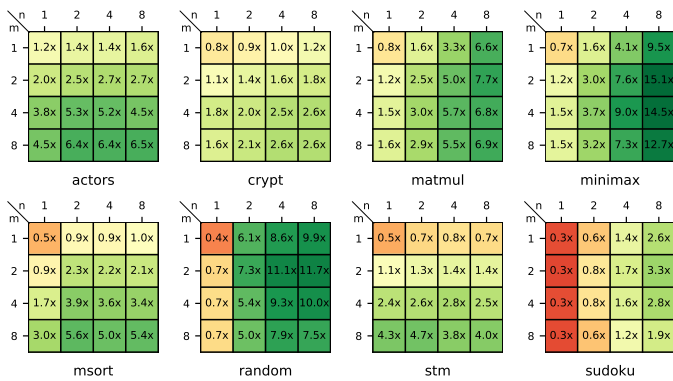 n 1 2 4 8 n 1 2 4 8 n 1 2 4 8 n 1 2 4 8
m m m m
1 1.2x 1.4x 1.4x 1.6x 1 0.8x 0.9x 1.0x 1.2x 1 0.8x 1.6x 3.3x 6.6x 1 0.7x 1.6x 4.1x 9.5x
2 2.0x 2.5x 2.7x 2.7x 2 1.1x 1.4x 1.6x 1.8x 2 1.2x 2.5x 5.0x 7.7x 2 1.2x 3.0x 7.6x 15.1x
4 3.8x 5.3x 5.2x 4.5x 4 1.8x 2.0x 2.5x 2.6x 4 1.5x 3.0x 5.7x 6.8x 4 1.5x 3.7x 9.0x 14.5x
8 4.5x 6.4x 6.4x 6.5x 8 1.6x 2.1x 2.6x 2.6x 8 1.6x 2.9x 5.5x 6.9x 8 1.5x 3.2x 7.3x 12.7x
actors crypt matmul minimax
n 1 2 4 8 n 1 2 4 8 n 1 2 4 8 n 1 2 4 8
m m m m
1 0.5x 0.9x 0.9x 1.0x 1 0.4x 6.1x 8.6x 9.9x 1 0.5x 0.7x 0.8x 0.7x 1 0.3x 0.6x 1.4x 2.6x
2 0.9x 2.3x 2.2x 2.1x 2 0.7x 7.3x 11.1x 11.7x 2 1.1x 1.3x 1.4x 1.4x 2 0.3x 0.8x 1.7x 3.3x
4 1.7x 3.9x 3.6x 3.4x 4 0.7x 5.4x 9.3x 10.0x 4 2.4x 2.6x 2.8x 2.5x 4 0.3x 0.8x 1.6x 2.8x
8 3.0x 5.6x 5.0x 5.4x 8 0.7x 5.0x 7.9x 7.5x 8 4.3x 4.7x 3.8x 4.0x 8 0.3x 0.6x 1.2x 1.9x
msort random stm sudoku